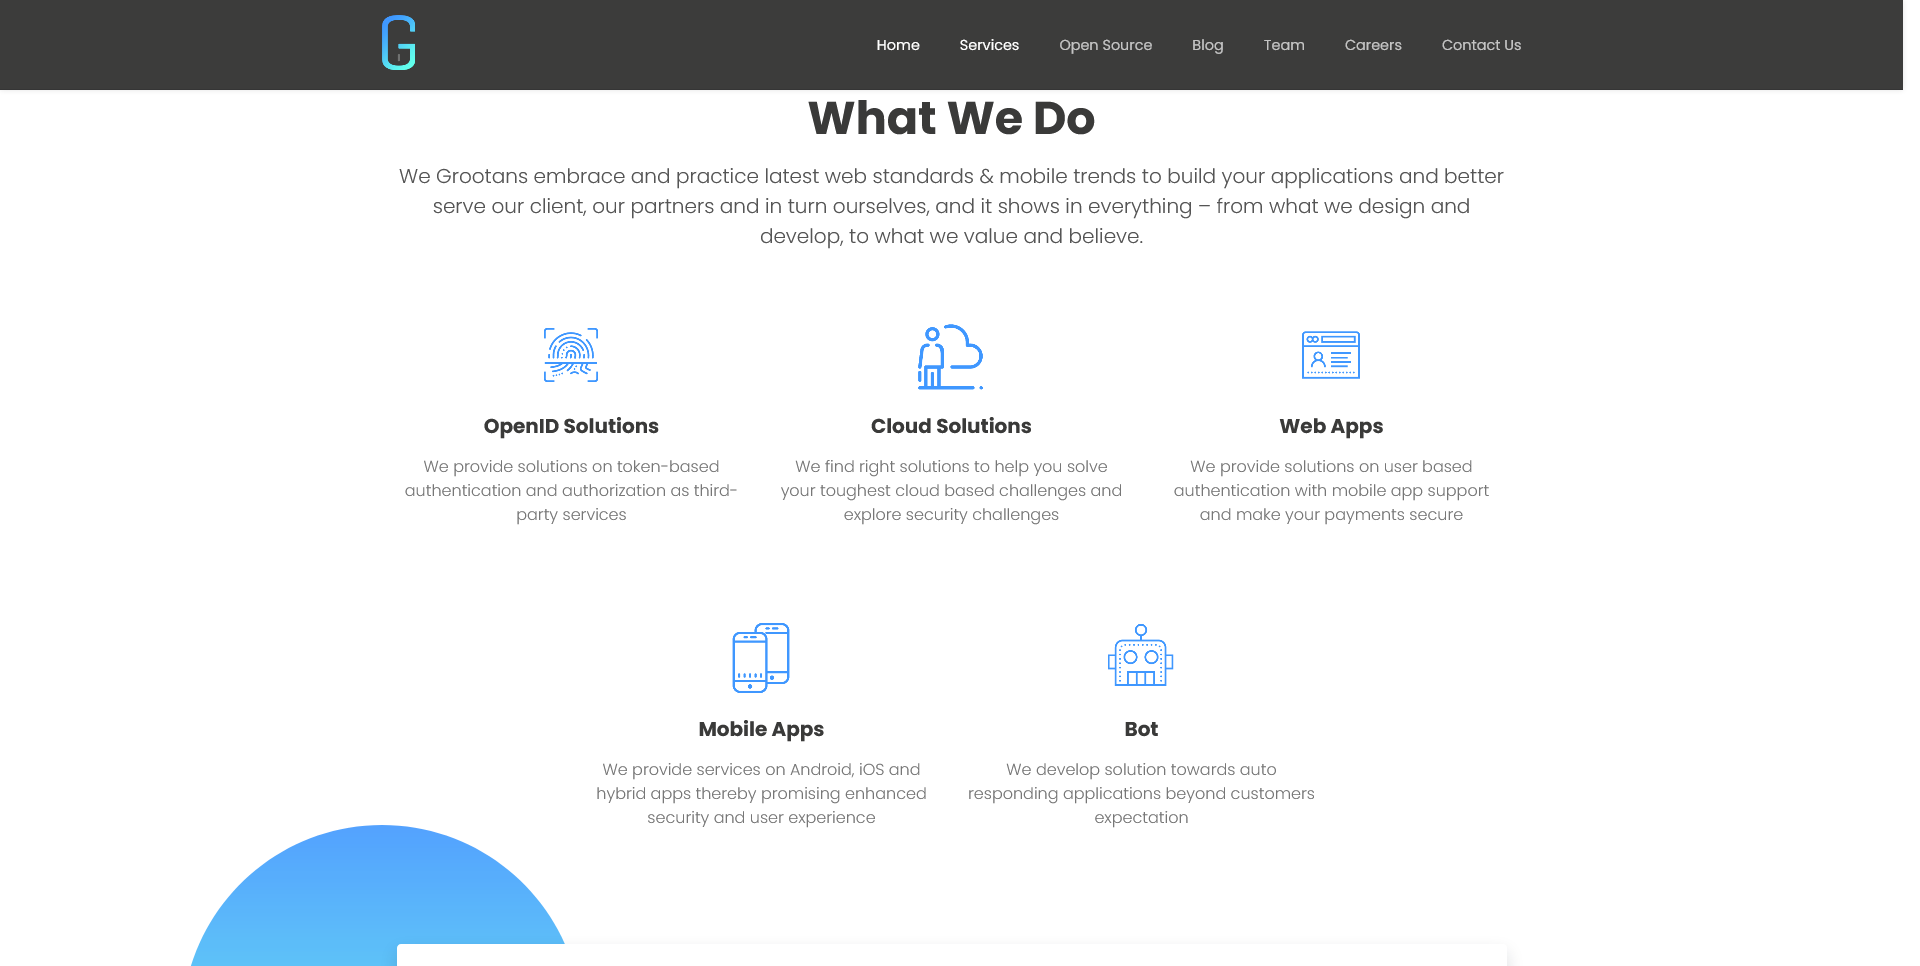 G
Home Services Open Source Blog Team Careers Contact Us
What We Do
We Grootans embrace and practice latest web standards & mobile trends to build your applications and better
serve our client, our partners and in turn ourselves, and it shows in everything – from what we design and
develop, to what we value and believe.
OpenID Solutions
We provide solutions on token-based
authentication and authorization as third-
party services
Cloud Solutions
We find right solutions to help you solve
your toughest cloud based challenges and
explore security challenges
Web Apps
We provide solutions on user based
authentication with mobile app support
and make your payments secure
Mobile Apps
We provide services on Android, iOS and
hybrid apps thereby promising enhanced
security and user experience
Bot
We develop solution towards auto
responding applications beyond customers
expectation